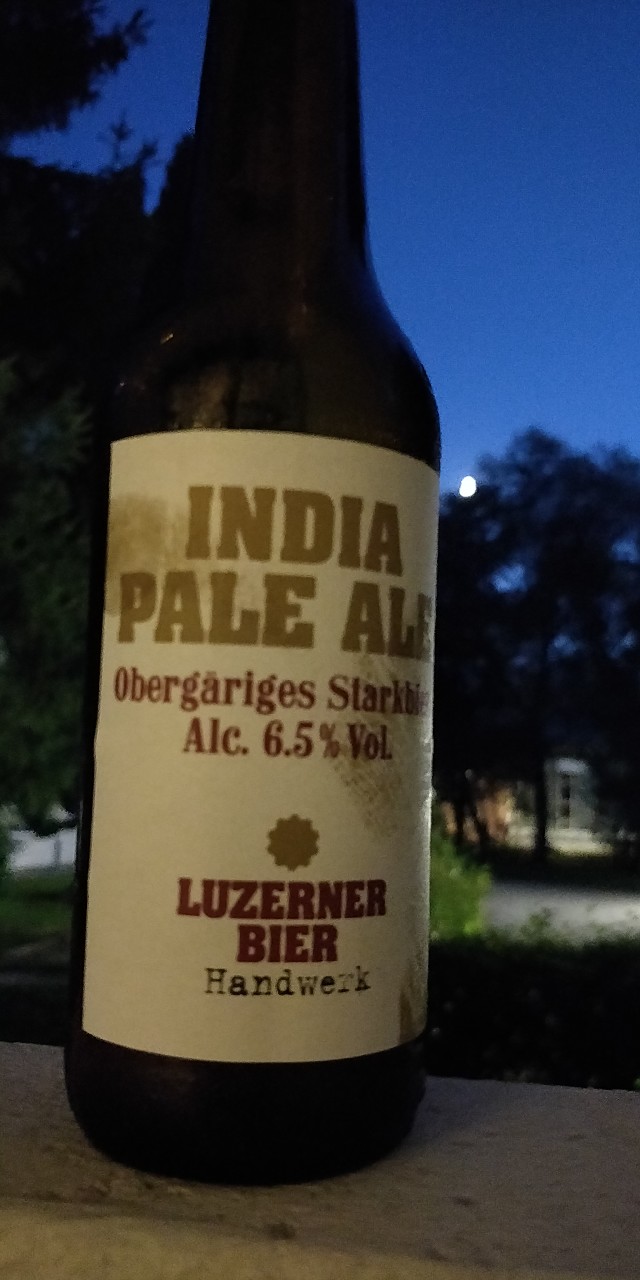 INDIA
PALE ALE
Obergäriges Starkbier
Alc. 6.5% Vol.
LUZERNER
BIER
Handwerk